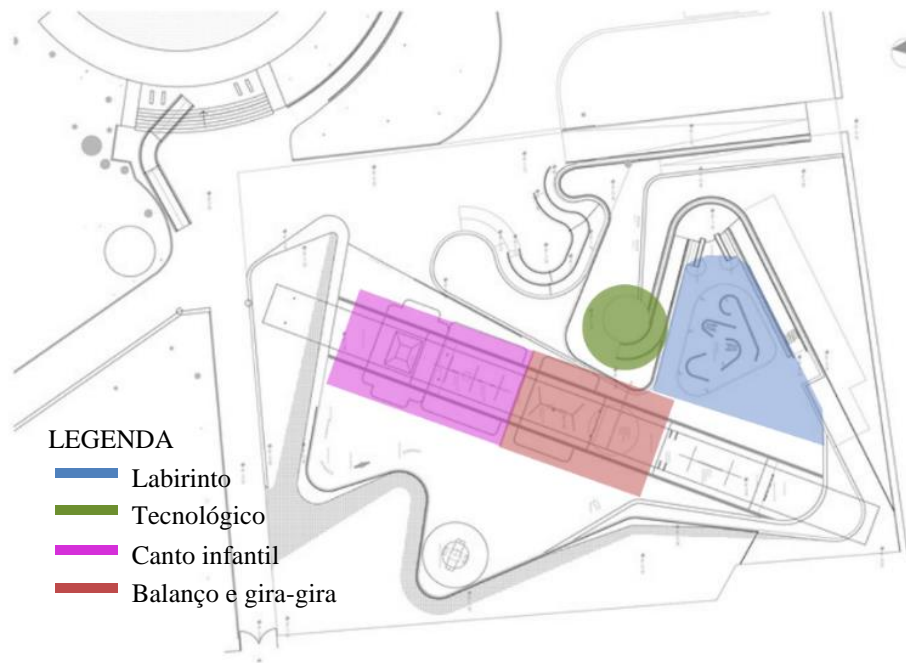 LEGENDA
Labirinto
Tecnológico
Canto infantil
Balanço e gira-gira